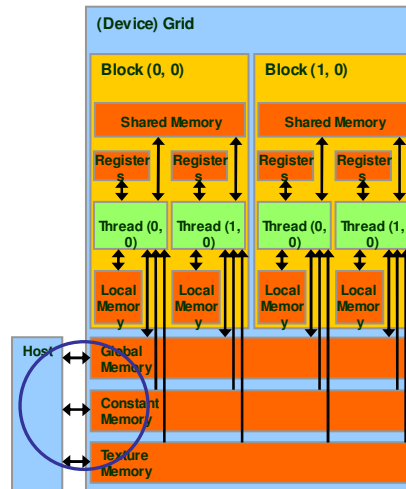 (Device) Grid
Block (0, 0)
Block (1, 0)
Shared Memory
Shared Memory
Register
s
Register
s
Register
s
Register
s
Thread (0,
0)
Thread (1,
0)
Thread (0,
0)
Thread (1,
0)
Local
Memor
y
Local
Memor
y
Local
Memor
y
Local
Memor
y
Host
Global
Memory
Constant
Memory
Texture
Memory